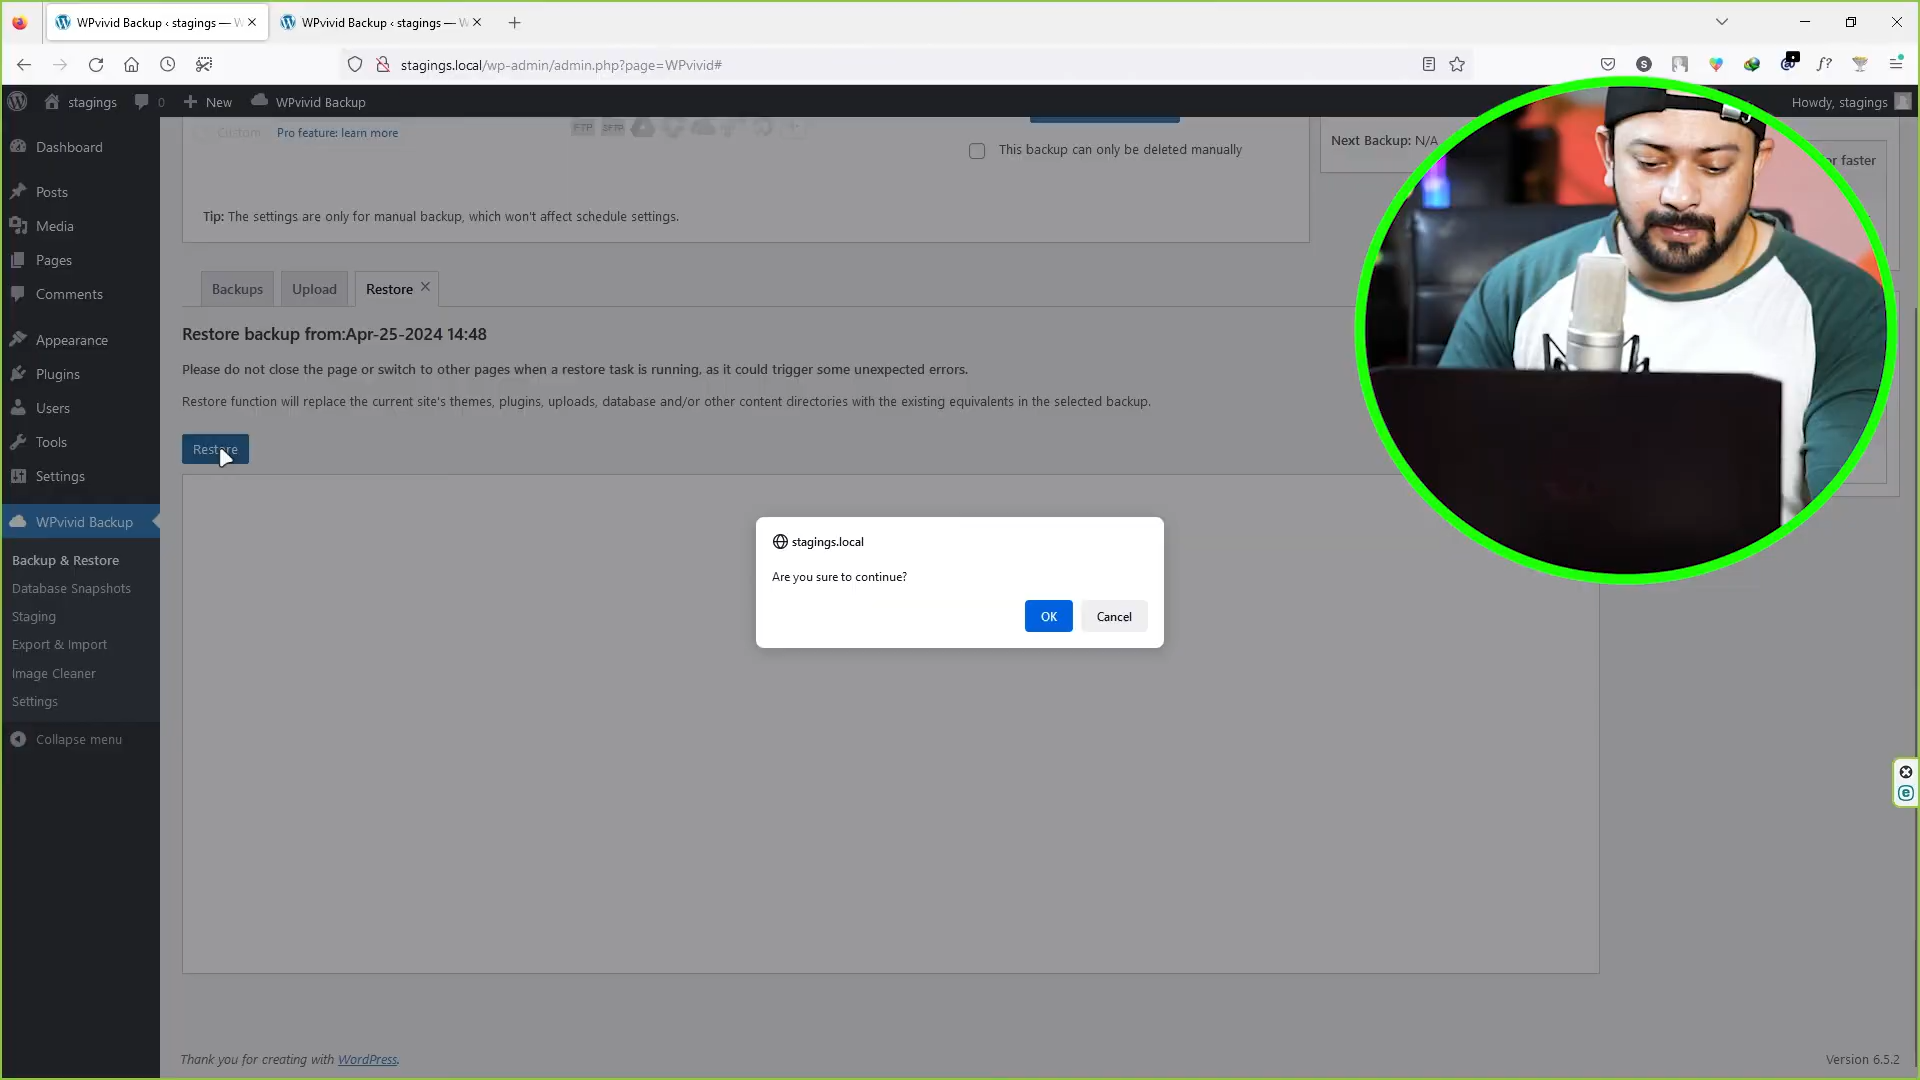 WPvivid Backup ‹ stagings — W
WPvivid Backup ‹ stagings — W
stagings.local/wp-admin/admin.php?page=WPvivid#
stagings
0
New
WPvivid Backup
Howdy, stagings
Dashboard
Posts
Media
Pages
Comments
Appearance
Plugins
Users
Tools
Settings
WPvivid Backup
Backup & Restore
Database Snapshots
Staging
Export & Import
Image Cleaner
Settings
Collapse menu
Custom
Pro feature: learn more
FTP
SFTP
This backup can only be deleted manually
Next Backup: N/A
or faster
Tip: The settings are only for manual backup, which won't affect schedule settings.
Backups
Upload
Restore
Restore backup from:Apr-25-2024 14:48
Please do not close the page or switch to other pages when a restore task is running, as it could trigger some unexpected errors.
Restore function will replace the current site's themes, plugins, uploads, database and/or other content directories with the existing equivalents in the selected backup.
Restore
stagings.local
Are you sure to continue?
OK
Cancel
Thank you for creating with WordPress.
Version 6.5.2